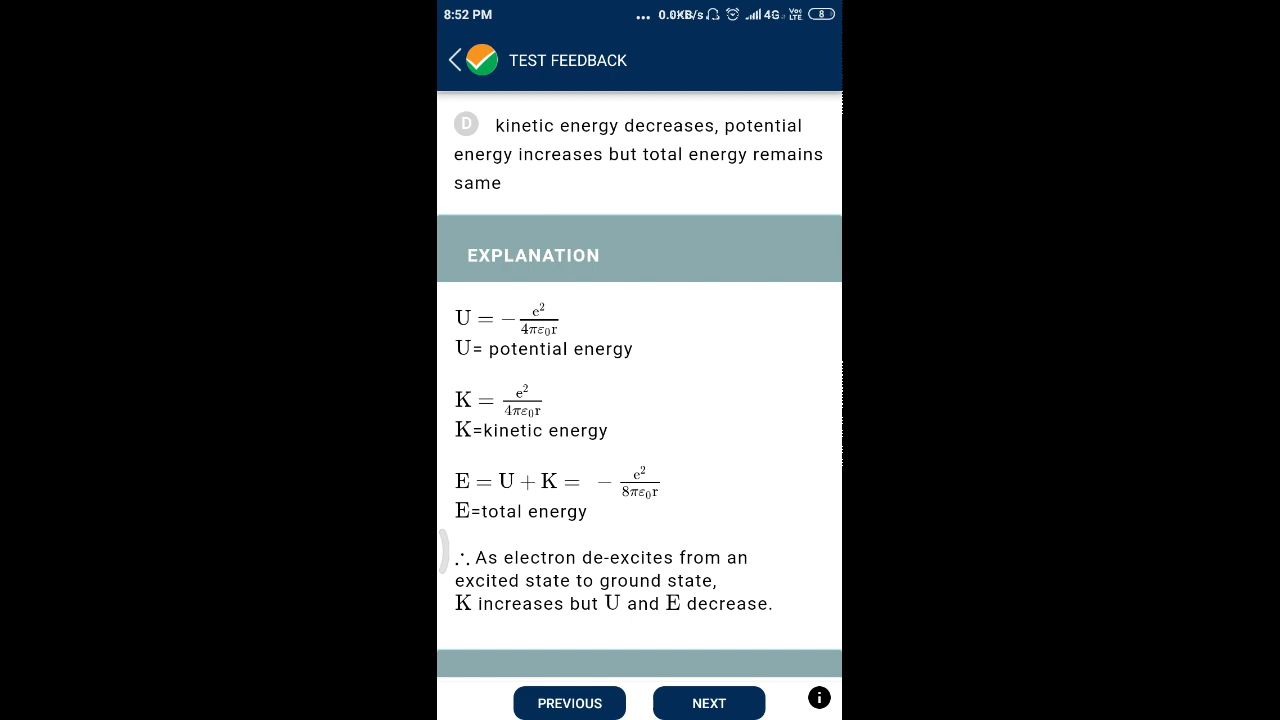 8:52 PM ... 0.0KB/s 4G Vo) LTE 8
TEST FEEDBACK
D kinetic energy decreases, potential
energy increases but total energy remains
same
EXPLANATION
U = −e²/4πε₀r
U= potential energy
K = e²/4πε₀r
K=kinetic energy
E = U + K = −e²/8πε₀r
E=total energy
∴ As electron de-excites from an
excited state to ground state,
K increases but U and E decrease.
PREVIOUS NEXT i